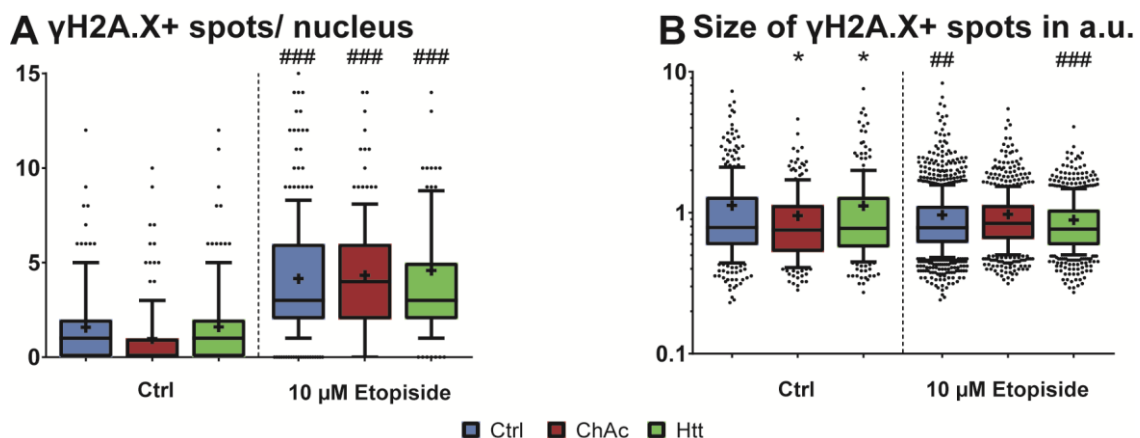 A γH2A.X+ spots/ nucleus
### ### ###
15
10
5
0
Ctrl
10 µM Etopiside
B Size of γH2A.X+ spots in a.u.
* * ## ###
10
1
0.1
Ctrl
10 µM Etopiside
Ctrl ChAc Htt